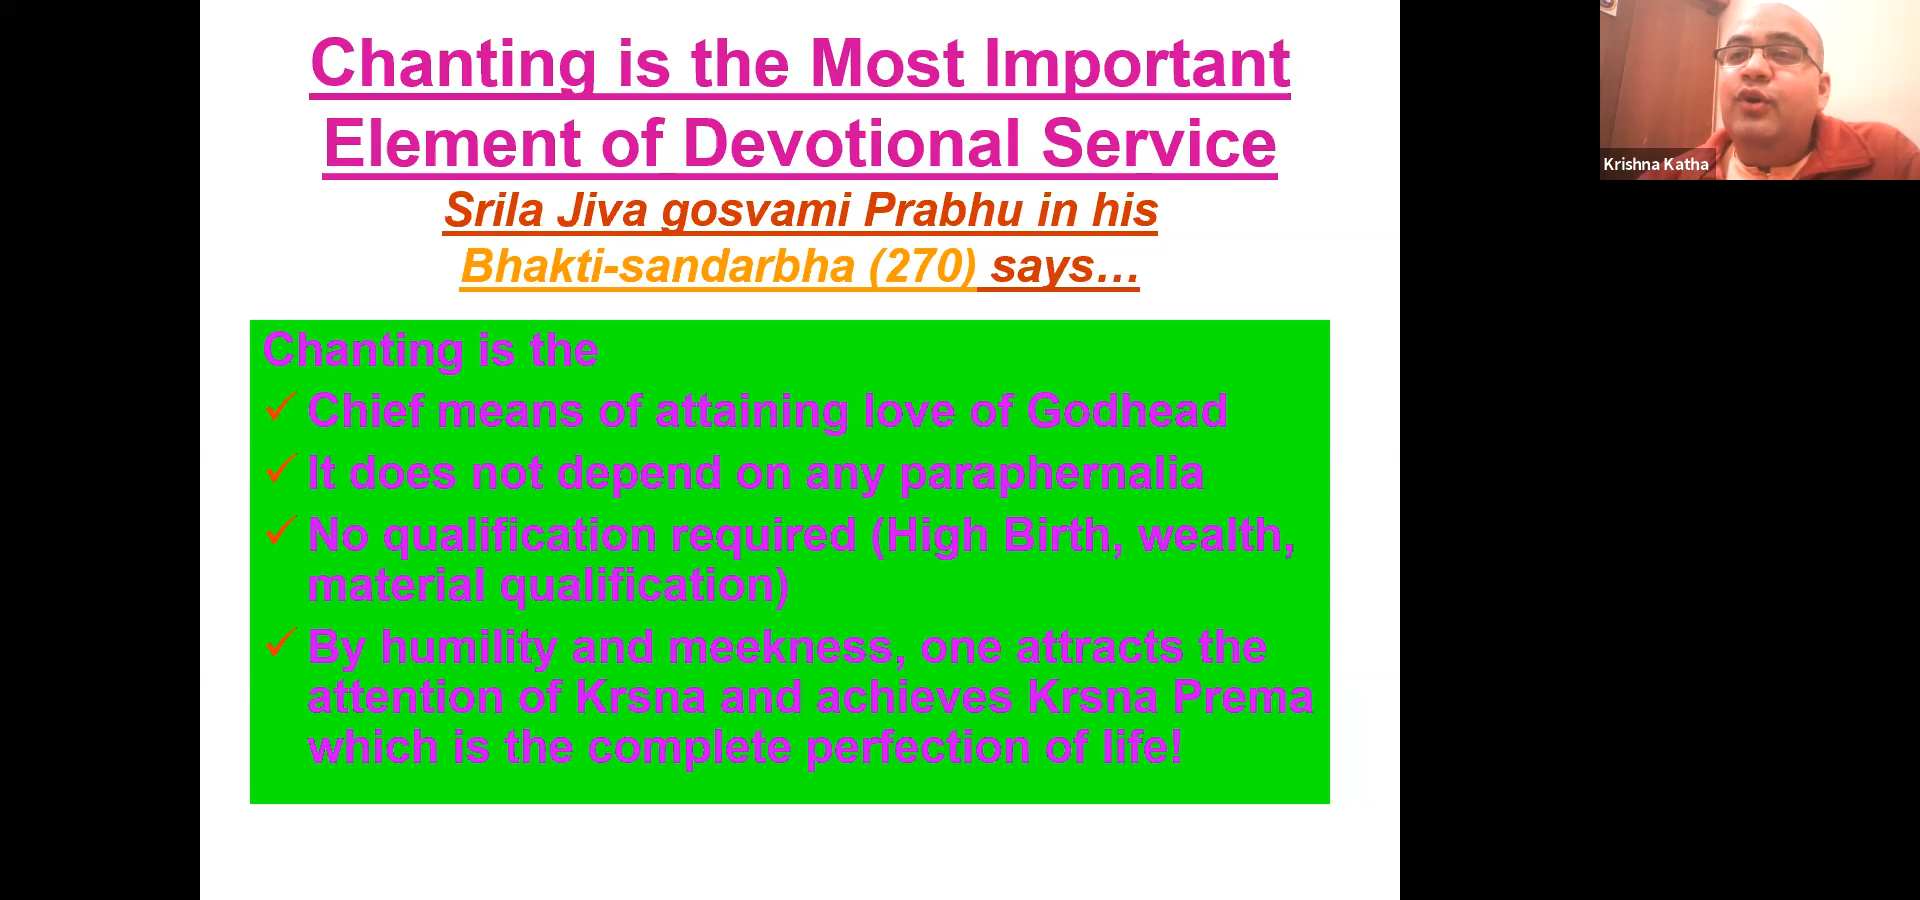 Chanting is the Most Important
Element of Devotional Service
Srila Jiva gosvami Prabhu in his
Bhakti-sandarbha (270) says…
Chanting is the
✓ Chief means of attaining love of Godhead
✓ It does not depend on any paraphernalia
✓ No qualification required (High Birth, wealth,
material qualification)
✓ By humility and meekness, one attracts the
attention of Krsna and achieves Krsna Prema
which is the complete perfection of life!
Krishna Katha